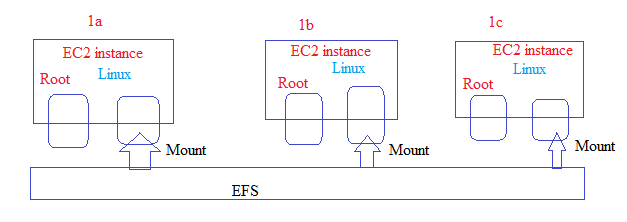 1a
1b
1c
EC2 instance
Linux
Root
EC2 instance
Linux
Root
EC2 instance
Linux
Root
Mount
Mount
Mount
EFS